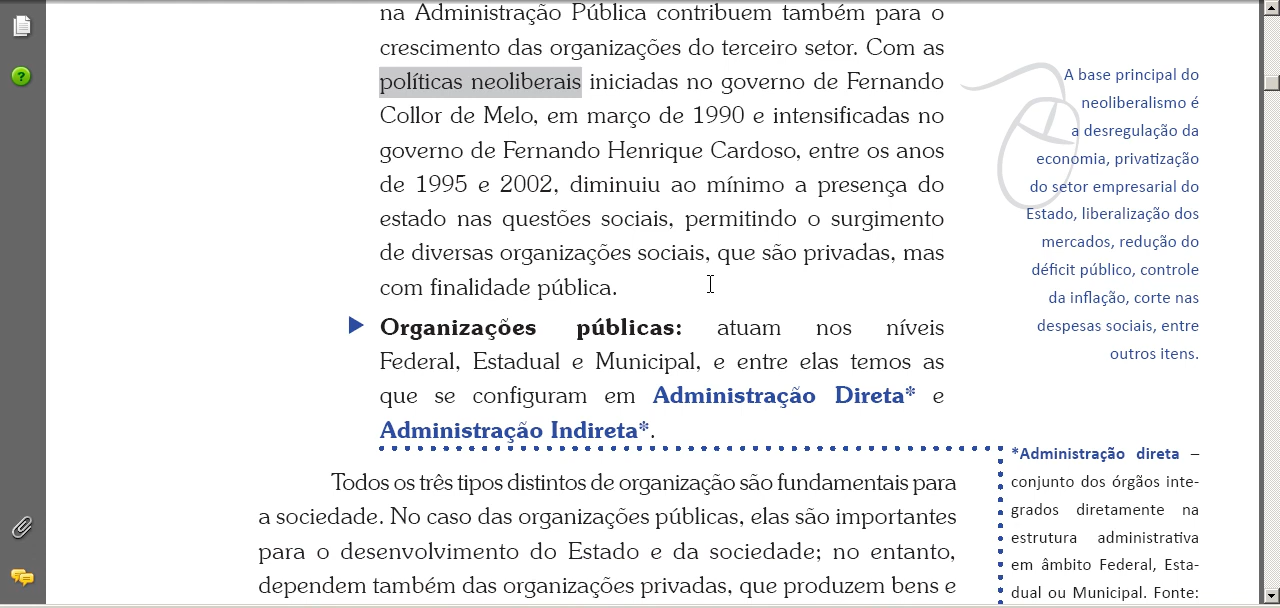 na Administração Pública contribuem também para o
crescimento das organizações do terceiro setor. Com as
políticas neoliberais iniciadas no governo de Fernando
Collor de Melo, em março de 1990 e intensificadas no
governo de Fernando Henrique Cardoso, entre os anos
de 1995 e 2002, diminuiu ao mínimo a presença do
estado nas questões sociais, permitindo o surgimento
de diversas organizações sociais, que são privadas, mas
com finalidade pública.
Organizações públicas: atuam nos níveis
Federal, Estadual e Municipal, e entre elas temos as
que se configuram em Administração Direta* e
Administração Indireta*.
Todos os três tipos distintos de organização são fundamentais para
a sociedade. No caso das organizações públicas, elas são importantes
para o desenvolvimento do Estado e da sociedade; no entanto,
dependem também das organizações privadas, que produzem bens e
A base principal do
neoliberalismo é
a desregulação da
economia, privatização
do setor empresarial do
Estado, liberalização dos
mercados, redução do
déficit público, controle
da inflação, corte nas
despesas sociais, entre
outros itens.
*Administração direta –
conjunto dos órgãos inte-
grados diretamente na
estrutura administrativa
em âmbito Federal, Esta-
dual ou Municipal. Fonte: